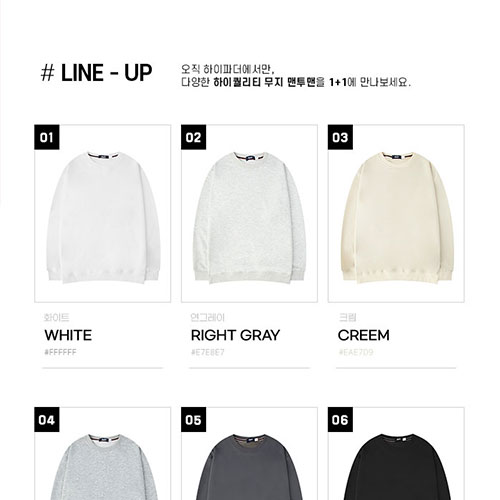 # LINE - UP
오직 하이파더에서만,
다양한 하이퀄리티 무지 맨투맨을 1+1에 만나보세요.
01
02
03
화이트
연그레이
크림
WHITE
RIGHT GRAY
CREEM
#FFFFFF
#E7E8E7
#EAE7D9
04
05
06